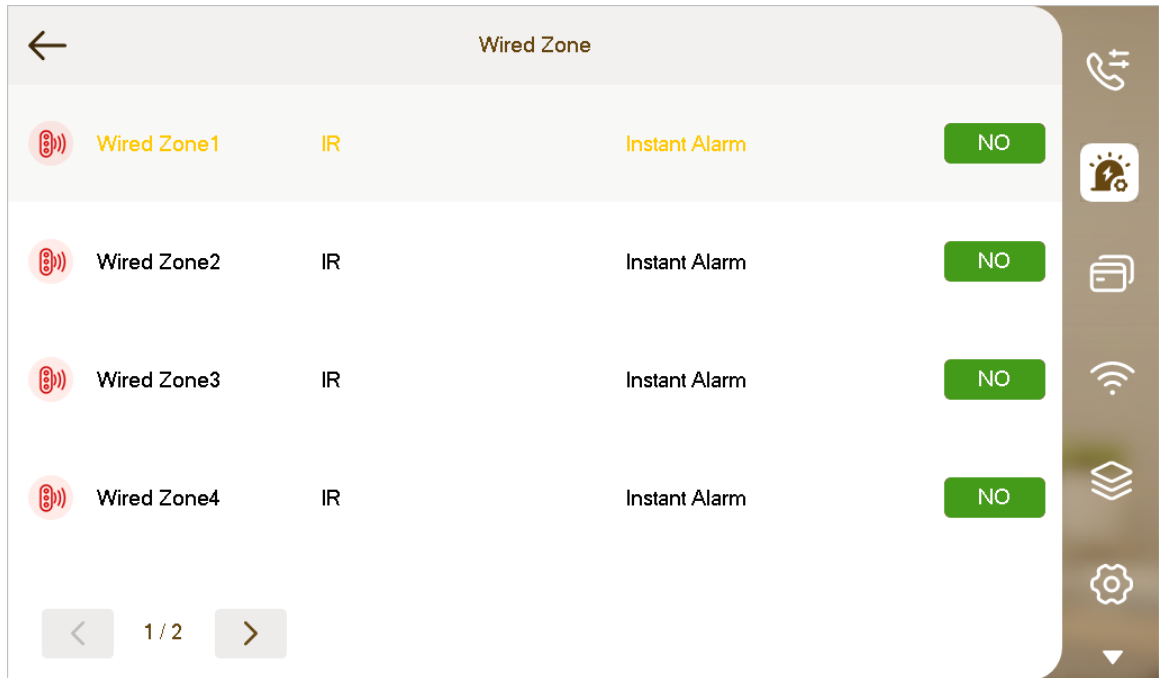 Wired Zone
Wired Zone1 IR Instant Alarm NO
Wired Zone2 IR Instant Alarm NO
Wired Zone3 IR Instant Alarm NO
Wired Zone4 IR Instant Alarm NO
1 / 2